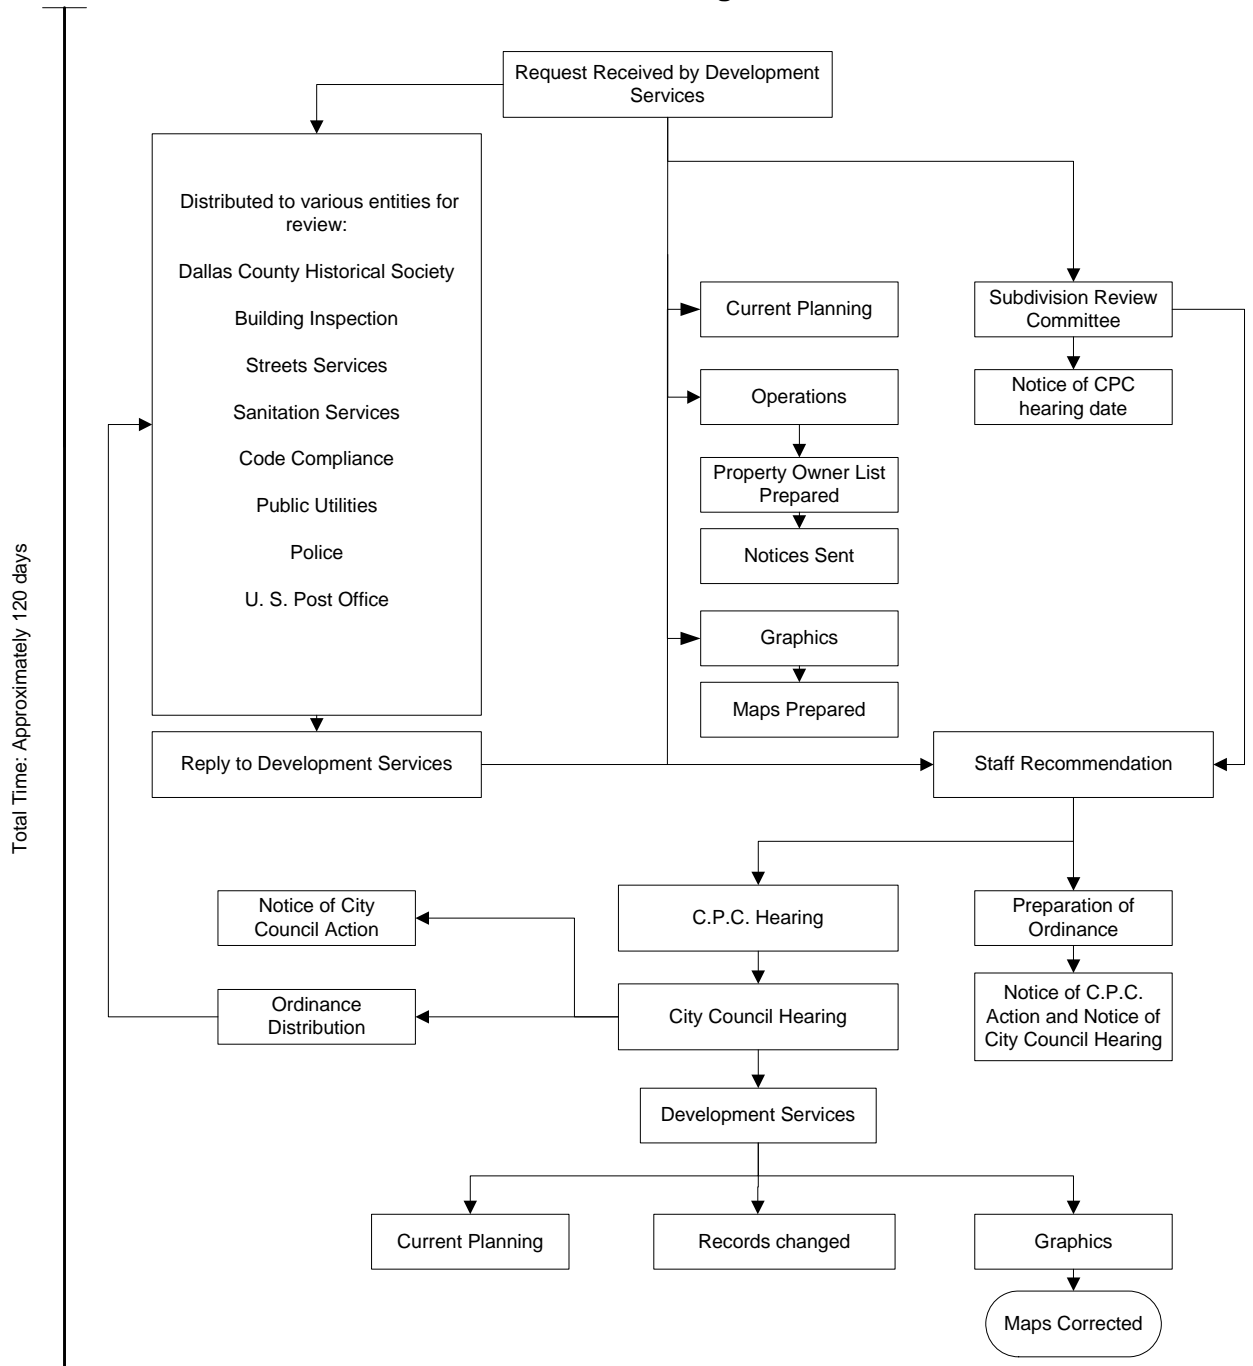 Request Received by Development
Services
Distributed to various entities for
review:
Dallas County Historical Society
Building Inspection
Streets Services
Sanitation Services
Code Compliance
Public Utilities
Police
U. S. Post Office
Current Planning
Subdivision Review
Committee
Operations
Notice of CPC
hearing date
Property Owner List
Prepared
Notices Sent
Graphics
Maps Prepared
Total Time: Approximately 120 days
Reply to Development Services
Staff Recommendation
Notice of City
Council Action
C.P.C. Hearing
Preparation of
Ordinance
Ordinance
Distribution
City Council Hearing
Notice of C.P.C.
Action and Notice of
City Council Hearing
Development Services
Current Planning
Records changed
Graphics
Maps Corrected